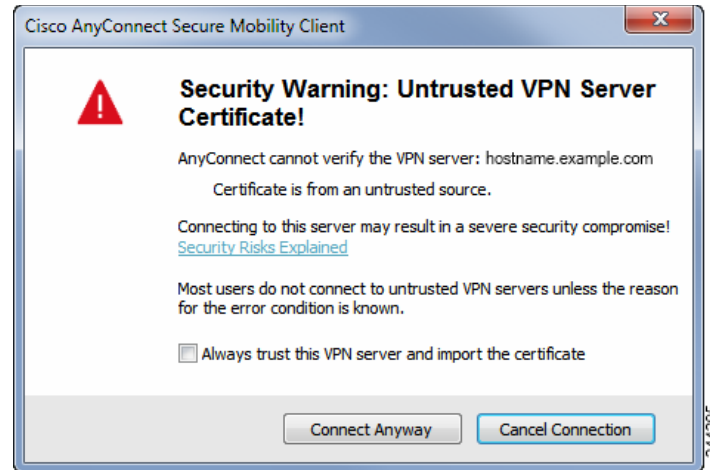 Cisco AnyConnect Secure Mobility Client
Security Warning: Untrusted VPN Server
Certificate!
AnyConnect cannot verify the VPN server: hostname.example.com
Certificate is from an untrusted source.
Connecting to this server may result in a severe security compromise!
Security Risks Explained
Most users do not connect to untrusted VPN servers unless the reason
for the error condition is known.
Always trust this VPN server and import the certificate
Connect Anyway
Cancel Connection